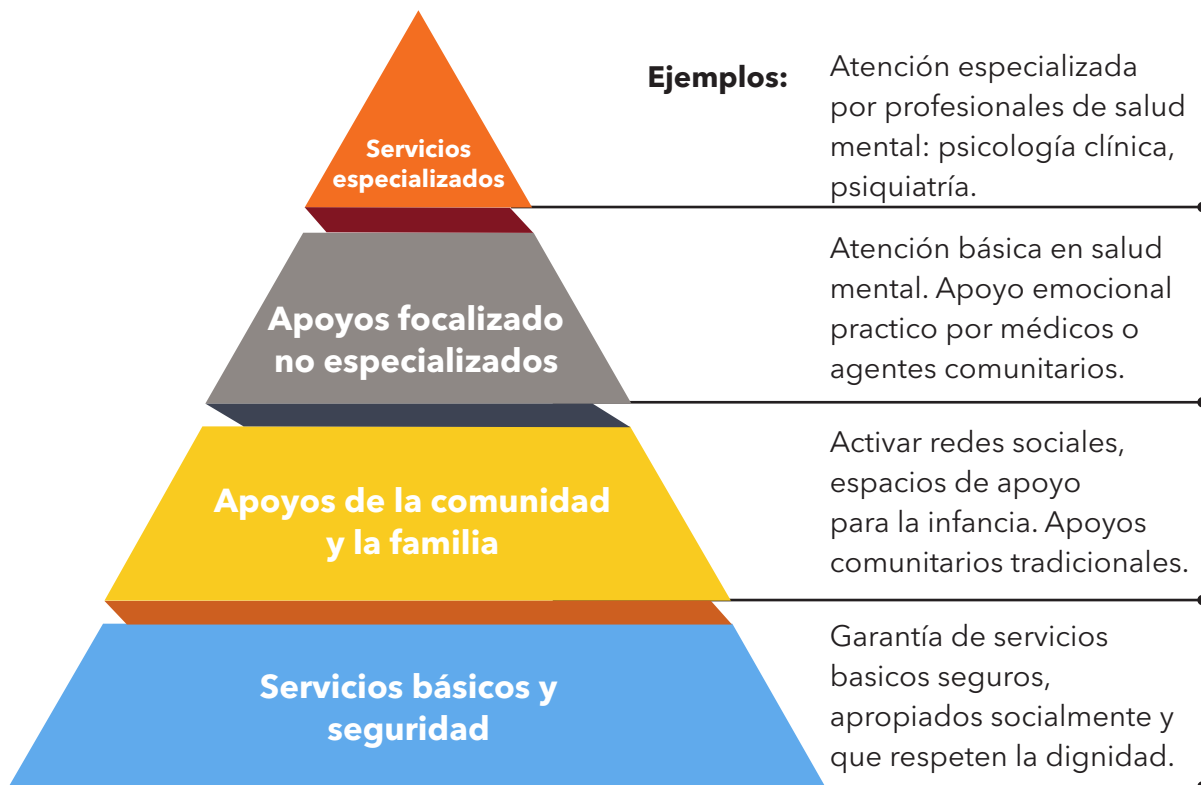 Ejemplos:
Atención especializada
por profesionales de salud
mental: psicología clínica,
psiquiatría.
Servicios
especializados
Atención básica en salud
mental. Apoyo emocional
practico por médicos o
agentes comunitarios.
Apoyos focalizado
no especializados
Activar redes sociales,
espacios de apoyo
para la infancia. Apoyos
comunitarios tradicionales.
Apoyos de la comunidad
y la familia
Garantía de servicios
basicos seguros,
apropiados socialmente y
que respeten la dignidad.
Servicios básicos y
seguridad